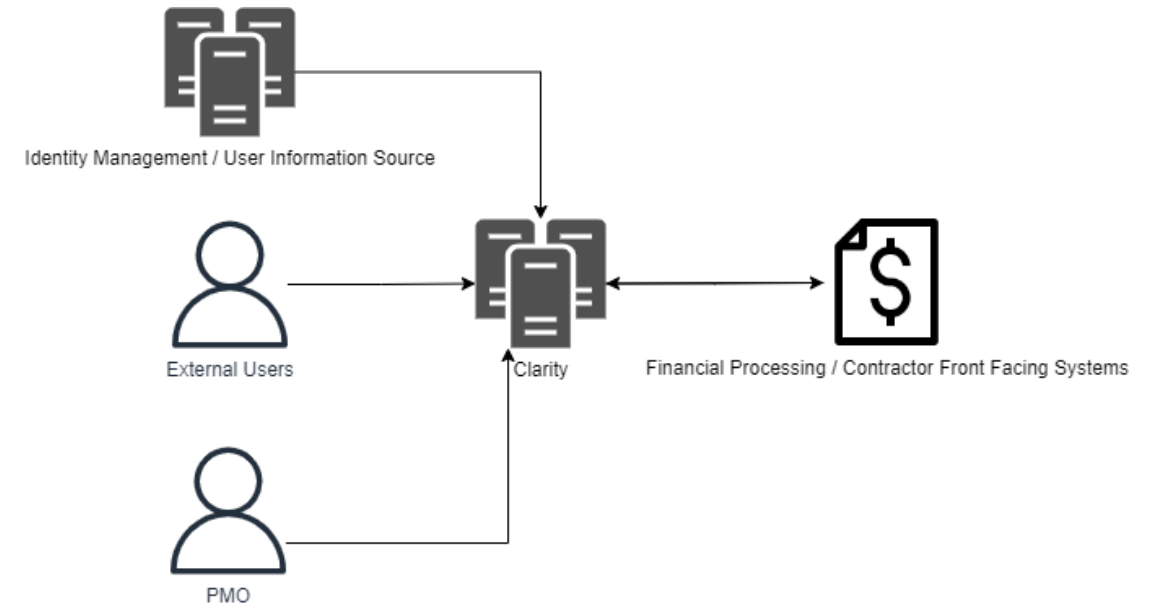 Identity Management / User Information Source
External Users
Clarity
Financial Processing / Contractor Front Facing Systems
PMO
$